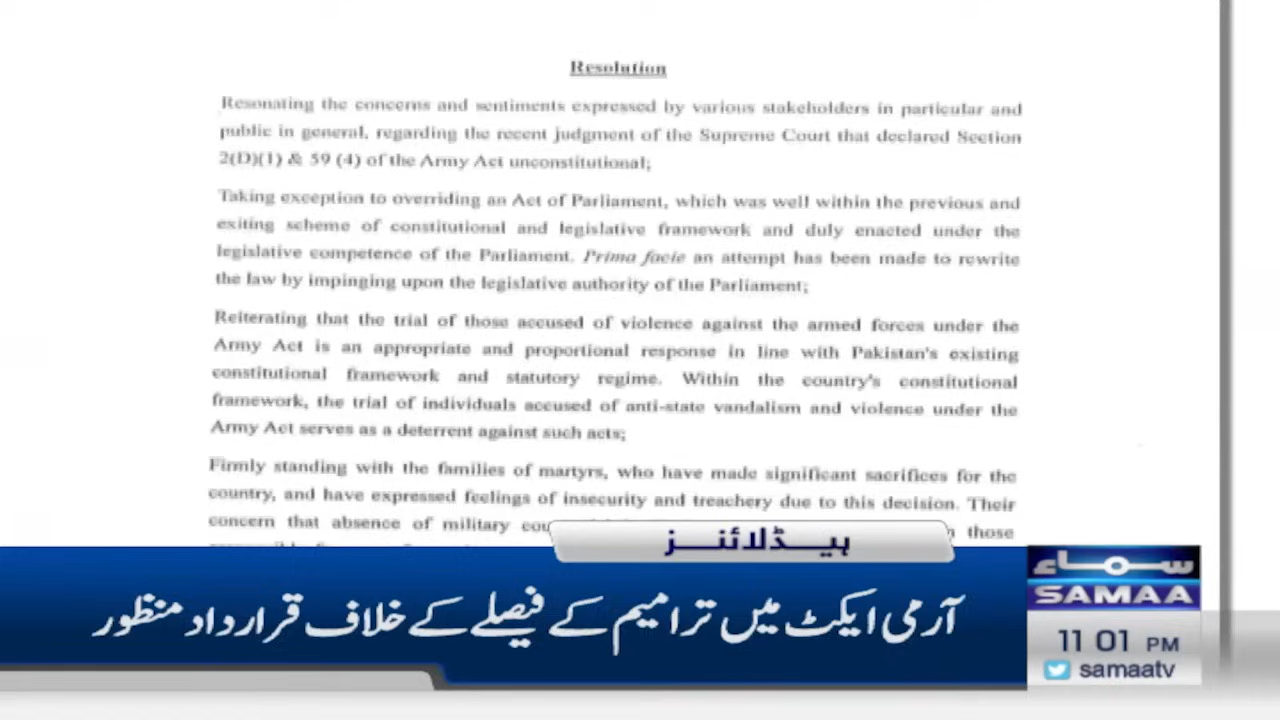 Resolution
Resonating the concerns and sentiments expressed by various stakeholders in particular and
public in general, regarding the recent judgment of the Supreme Court that declared Section
2(D)(1) & 59 (4) of the Army Act unconstitutional;
Taking exception to overriding an Act of Parliament, which was well within the previous and
exiting scheme of constitutional and legislative framework and duly enacted under the
legislative competence of the Parliament. Prima facie an attempt has been made to rewrite
the law by impinging upon the legislative authority of the Parliament;
Reiterating that the trial of those accused of violence against the armed forces under the
Army Act is an appropriate and proportional response in line with Pakistan's existing
constitutional framework and statutory regime. Within the country's constitutional
framework, the trial of individuals accused of anti-state vandalism and violence under the
Army Act serves as a deterrent against such acts;
Firmly standing with the families of martyrs, who have made significant sacrifices for the
country, and have expressed feelings of insecurity and treachery due to this decision. Their
concern that absence of military those
ہیڈلائنز
آرمی ایکٹ میں ترامیم کے فیصلے کے خلاف قرارداد منظور
سماء
SAMAA
11 01 PM
samaatv